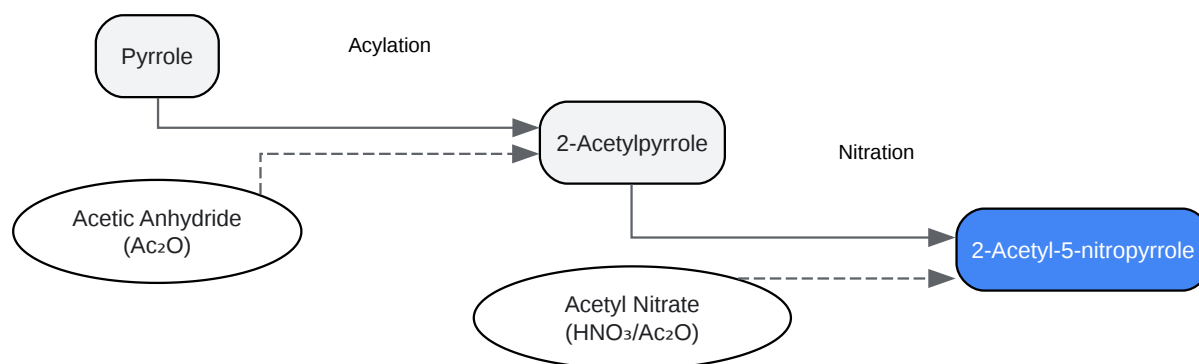 Pyrrole
Acylation
2-Acetylpyrrole
Nitration
Acetic Anhydride
(Ac₂O)
2-Acetyl-5-nitropyrrole
Acetyl Nitrate
(HNO₃/Ac₂O)